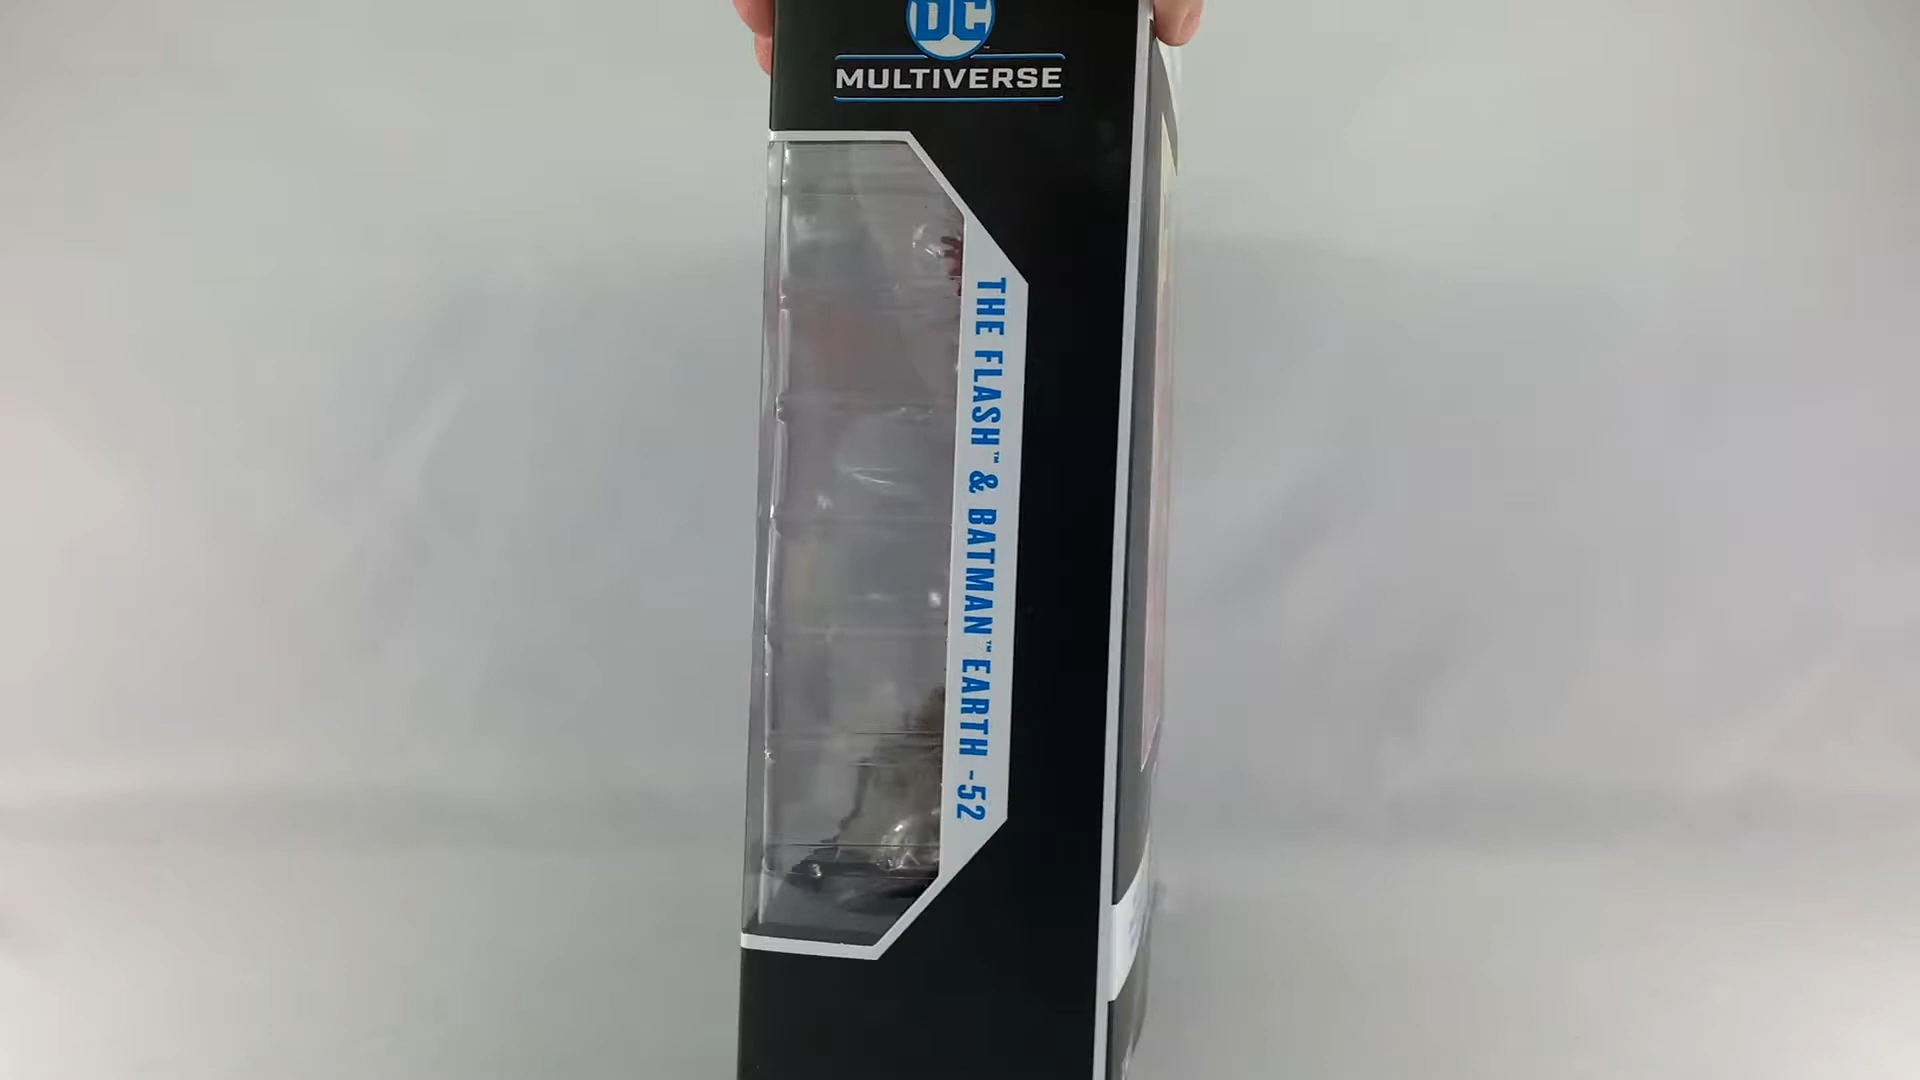 DC
MULTIVERSE
THE FLASH™ & BATMAN™ EARTH -52